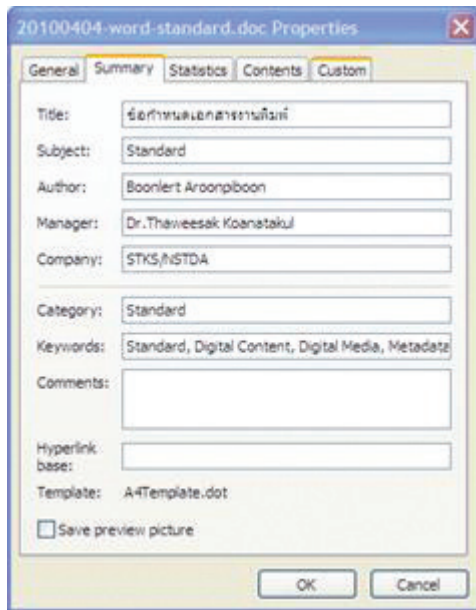 20100404-word-standard.doc Properties
General Summary Statistics Contents Custom
Title: ข้อกำหนดเอกสารงานพิมพ์
Subject: Standard
Author: Boonlert Aroonpiboon
Manager: Dr.Thaweesak Koanatakul
Company: STKS/NSTDA
Category: Standard
Keywords: Standard, Digital Content, Digital Media, Metadata
Comments:
Hyperlink
base:
Template: A4Template.dot
Save preview picture
OK Cancel